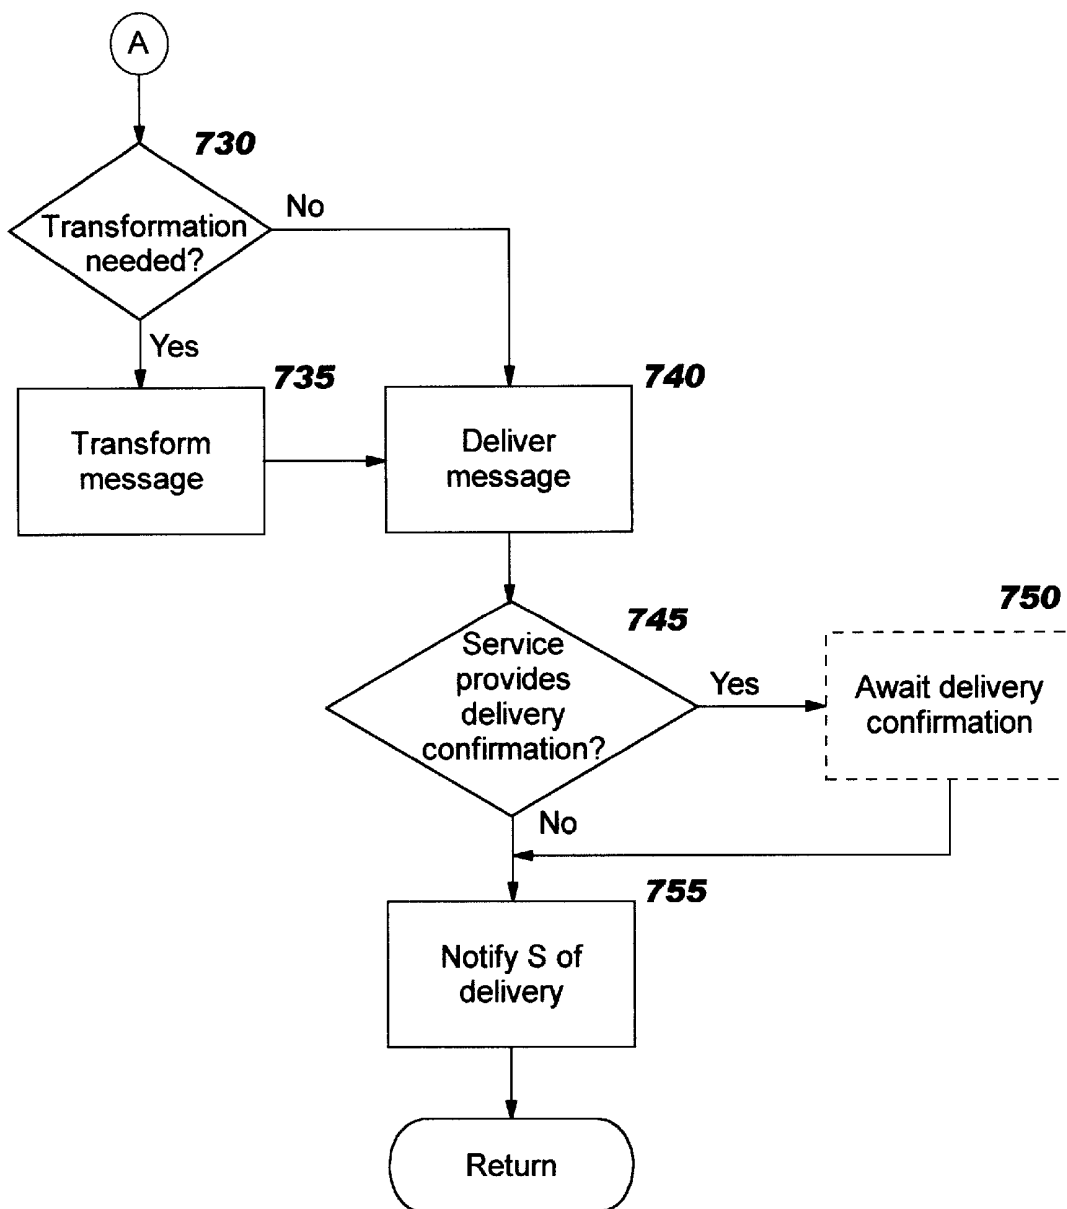 A
730
Transformation
needed?
No
Yes
735
Transform
message
740
Deliver
message
745
Service
provides
delivery
confirmation?
Yes
750
Await delivery
confirmation
No
755
Notify S of
delivery
Return